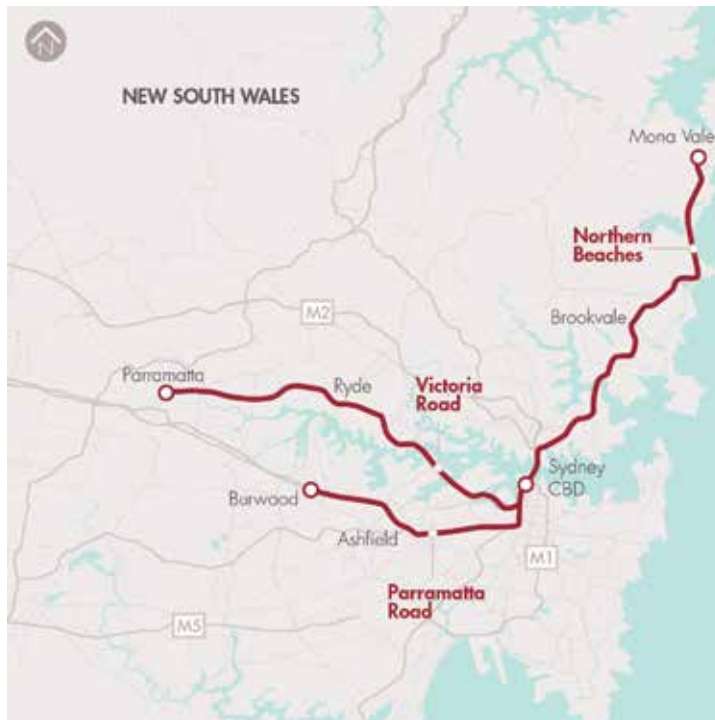 N
NEW SOUTH WALES
Mona Vale
Northern
Beaches
M2
Brookvale
Parramatta
Ryde
Victoria
Road
Sydney
CBD
Burwood
Ashfield
M1
Parramatta
Road
M5